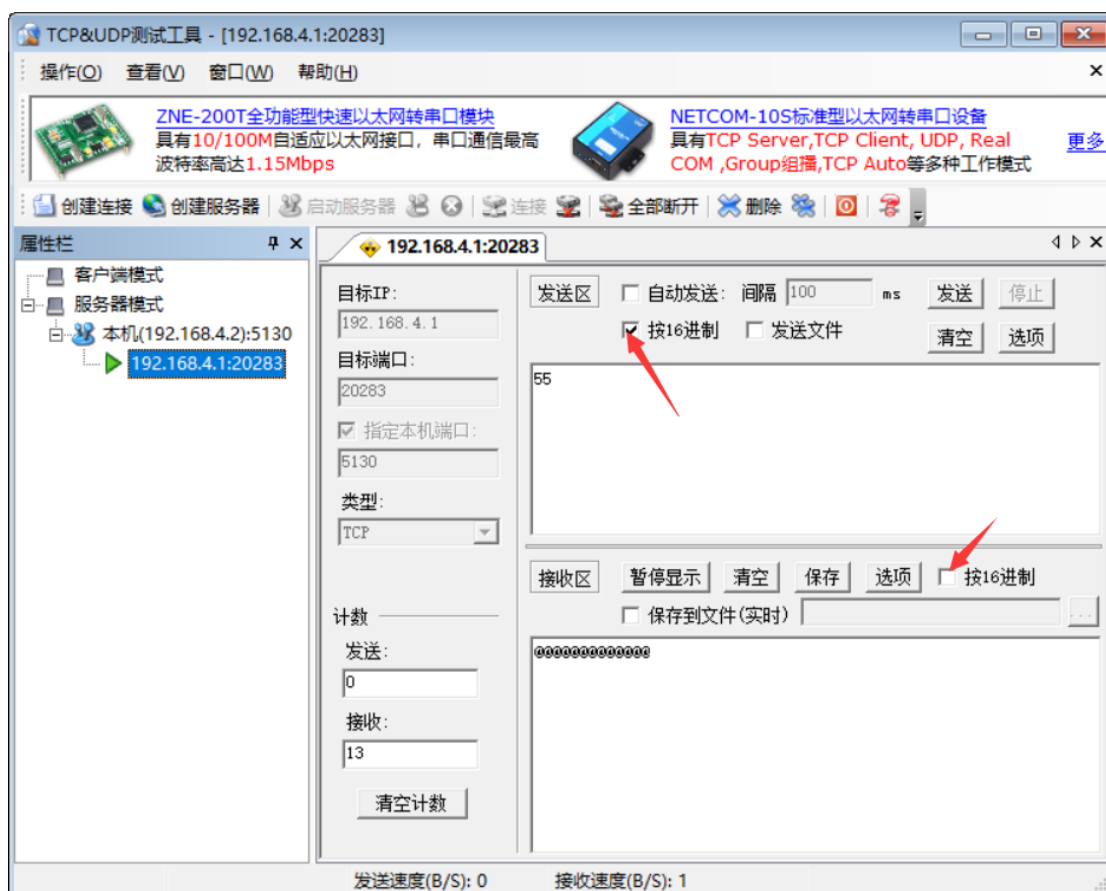 TCP&UDP测试工具 - [192.168.4.1:20283]
操作(O) 查看(V) 窗口(W) 帮助(H)
ZNE-200T全功能型快速以太网转串口模块
具有10/100M自适应以太网接口，串口通信最高
波特率高达1.15Mbps
NETCOM-10S标准型以太网转串口设备
具有TCP Server,TCP Client, UDP, Real
COM ,Group组播,TCP Auto等多种工作模式
更多
创建连接 创建服务器 启动服务器 连接 全部断开 删除
属性栏
客户端模式
服务器模式
本机(192.168.4.2):5130
192.168.4.1:20283
192.168.4.1:20283
目标IP:
192.168.4.1
目标端口:
20283
指定本机端口:
5130
类型:
TCP
计数
发送:
0
接收:
13
清空计数
发送区 自动发送: 间隔 100 ms 发送 停止
按16进制 发送文件 清空 选项
55
接收区 暂停显示 清空 保存 选项 按16进制
保存到文件(实时) ...
@@@@@@@@@@@@@
发送速度(B/S): 0 接收速度(B/S): 1